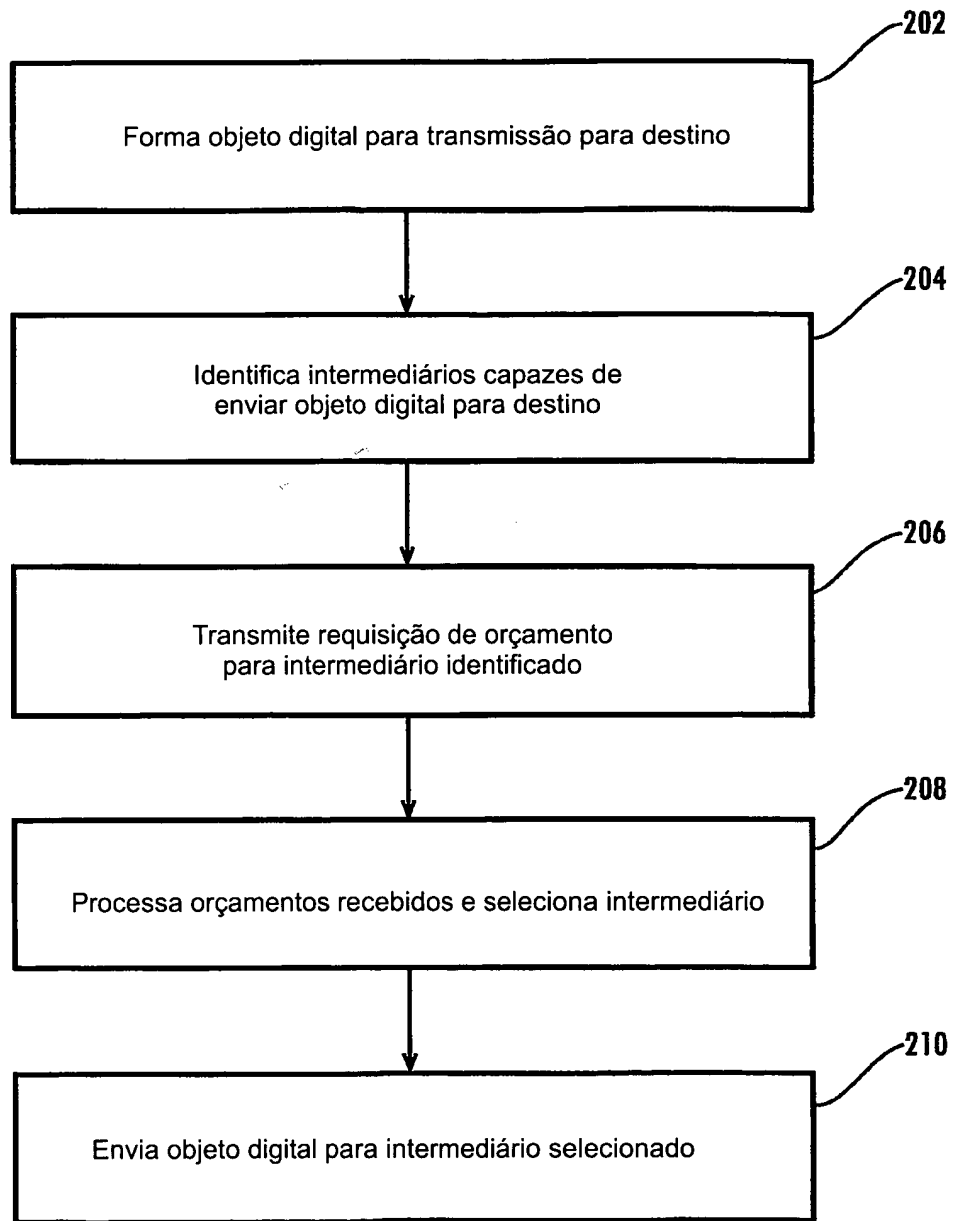 202
Forma objeto digital para transmissão para destino
204
Identifica intermediários capazes de
enviar objeto digital para destino
206
Transmite requisição de orçamento
para intermediário identificado
208
Processa orçamentos recebidos e seleciona intermediário
210
Envia objeto digital para intermediário selecionado